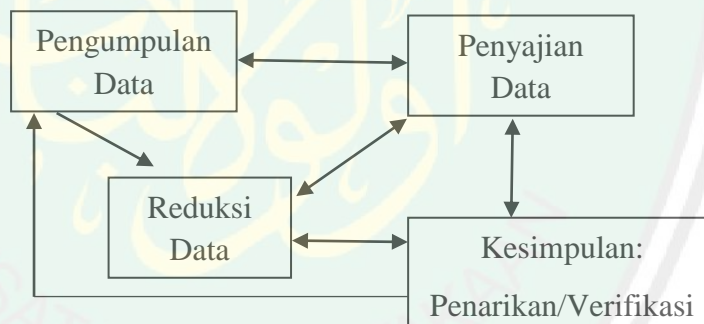 Pengumpulan
Data
Penyajian
Data
Reduksi
Data
Kesimpulan:
Penarikan/Verifikasi